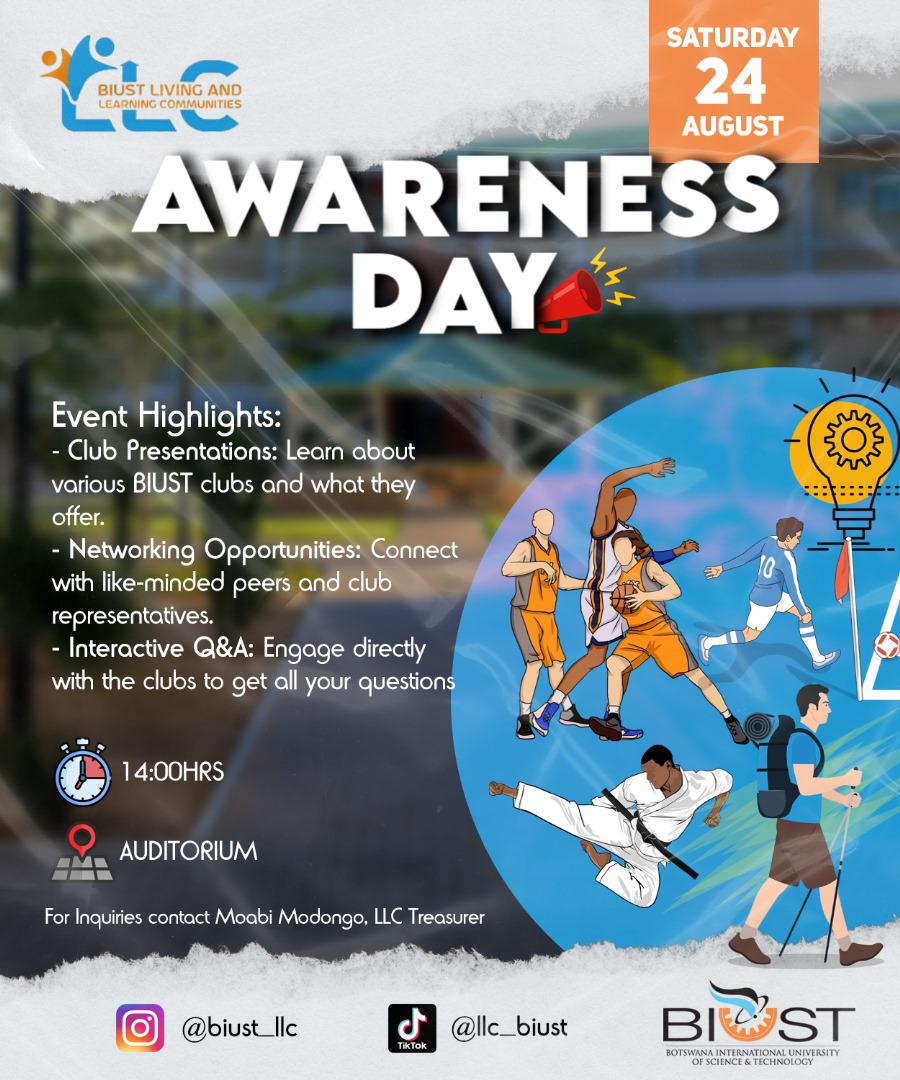 BIUST LIVING AND
LEARNING COMMUNITIES
LLC
SATURDAY
24
AUGUST
AWARENESS
DAY
Event Highlights:
- Club Presentations: Learn about
various BIUST clubs and what they
offer.
- Networking Opportunities: Connect
with like-minded peers and club
representatives.
- Interactive Q&A: Engage directly
with the clubs to get all your questions
10
14:00HRS
AUDITORIUM
For Inquiries contact Moabi Modongo, LLC Treasurer
@biust_llc
TikTok
@llc_biust
BIUST
BOTSWANA INTERNATIONAL UNIVERSITY
OF SCIENCE & TECHNOLOGY